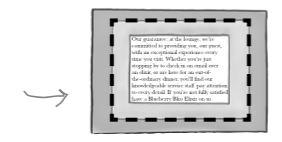 Our guarantee: at the lounge, we're
committed to providing you, our guest,
with an exceptional experience every
time you visit. Whether you're just
stopping by to check in on email over
an elixir, or are here for an out-of-
the-ordinary dinner, you'll find our
knowledgeable service staff pay attention
to every detail. If you're not fully satisfied
have a Blueberry Bliss Elixir on us.